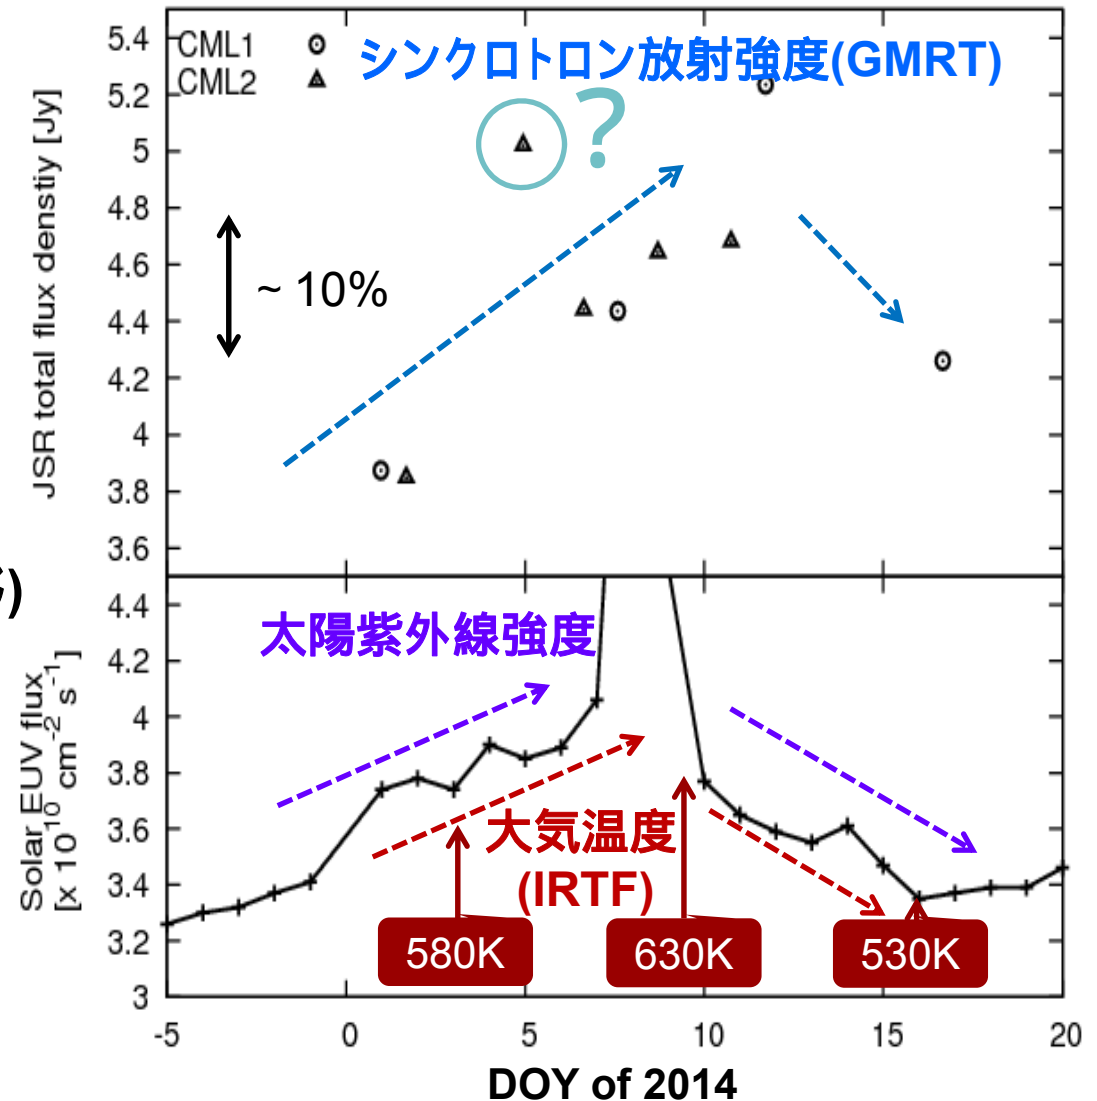 5.4
CML1
CML2
シンクロトロン放射強度(GMRT)
5.2
?
5
4.8
~ 10%
4.6
4.4
4.2
4
3.8
3.6
JSR total flux denstiy [Jy]
4.4
太陽紫外線強度
4.2
4
3.8
大気温度
(IRTF)
3.6
3.4
580K
630K
530K
3.2
3
Solar EUV flux
[x 10^10 cm^-2 s^-1]
-5
0
5
10
15
20
DOY of 2014